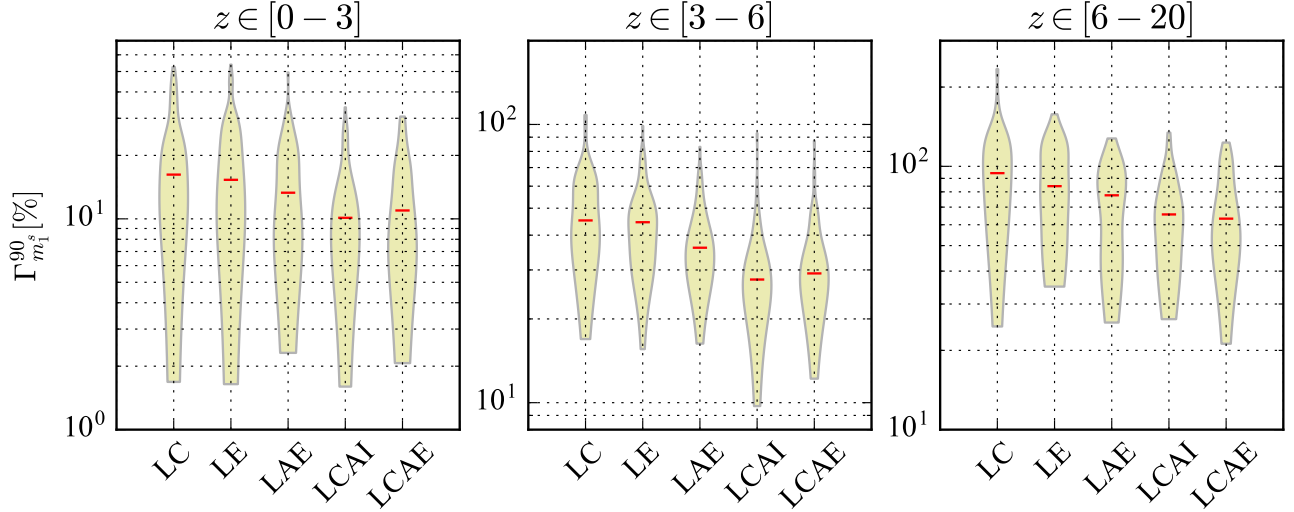 z ∈ [0 − 3]
z ∈ [3 − 6]
z ∈ [6 − 20]
Γ^{90}_{m_1^s} [%]
10^1
10^0
10^2
10^1
10^2
10^1
LC LE LAE LCAI LCAE
LC LE LAE LCAI LCAE
LC LE LAE LCAI LCAE